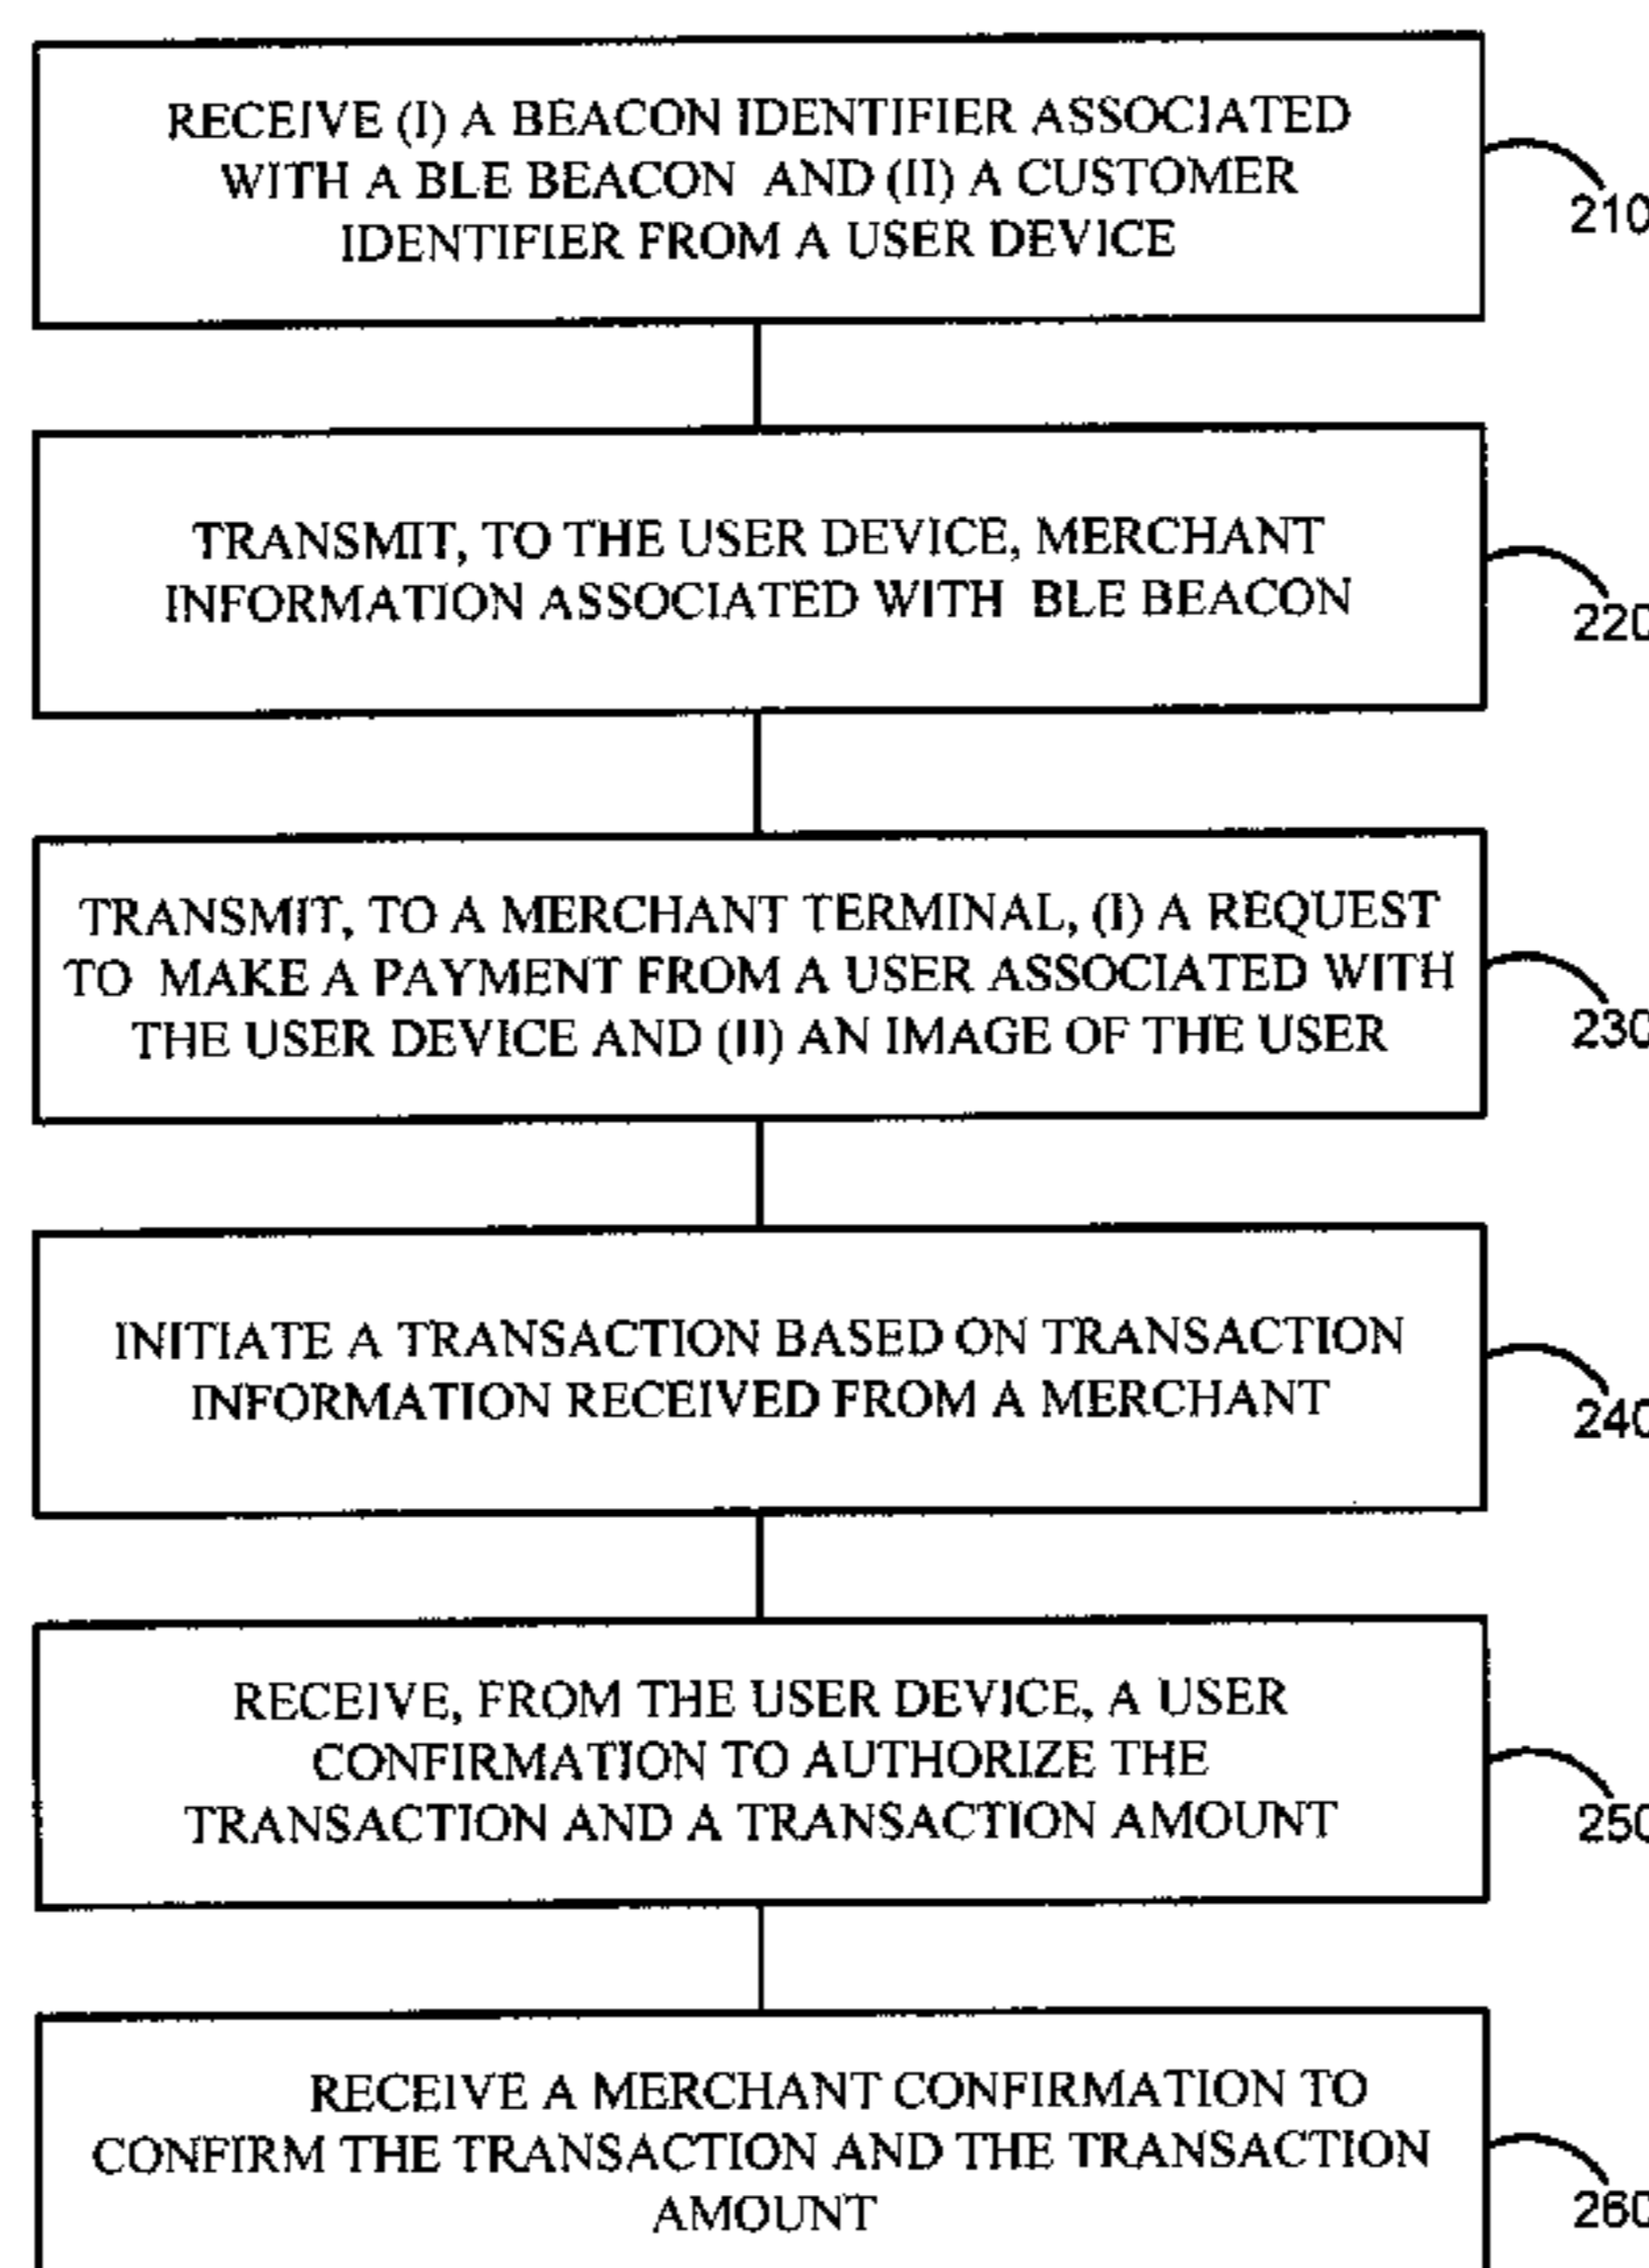 RECEIVE (I) A BEACON IDENTIFIER ASSOCIATED
WITH A BLE BEACON AND (II) A CUSTOMER
IDENTIFIER FROM A USER DEVICE
210
TRANSMIT, TO THE USER DEVICE, MERCHANT
INFORMATION ASSOCIATED WITH BLE BEACON
220
TRANSMIT, TO A MERCHANT TERMINAL, (I) A REQUEST
TO MAKE A PAYMENT FROM A USER ASSOCIATED WITH
THE USER DEVICE AND (II) AN IMAGE OF THE USER
230
INITIATE A TRANSACTION BASED ON TRANSACTION
INFORMATION RECEIVED FROM A MERCHANT
240
RECEIVE, FROM THE USER DEVICE, A USER
CONFIRMATION TO AUTHORIZE THE
TRANSACTION AND A TRANSACTION AMOUNT
250
RECEIVE A MERCHANT CONFIRMATION TO
CONFIRM THE TRANSACTION AND THE TRANSACTION
AMOUNT
260